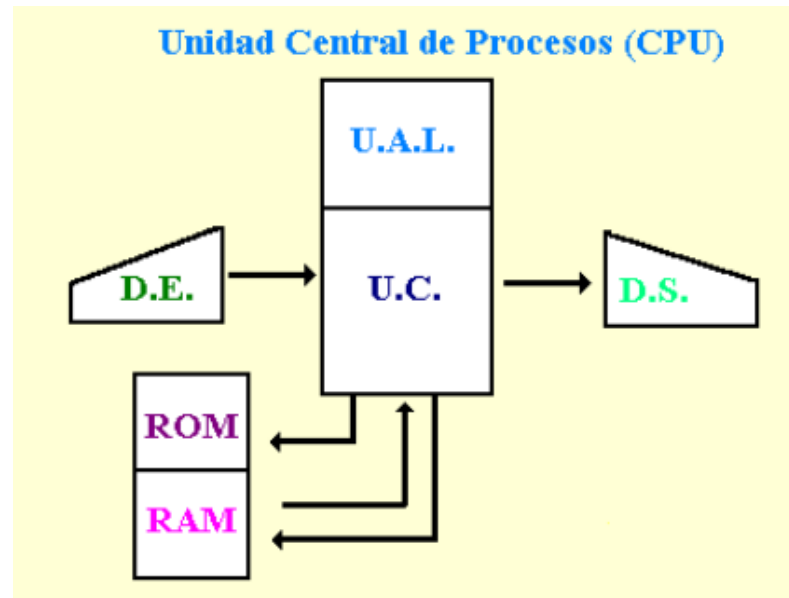 Unidad Central de Procesos (CPU)
U.A.L.
D.E.
U.C.
D.S.
ROM
RAM